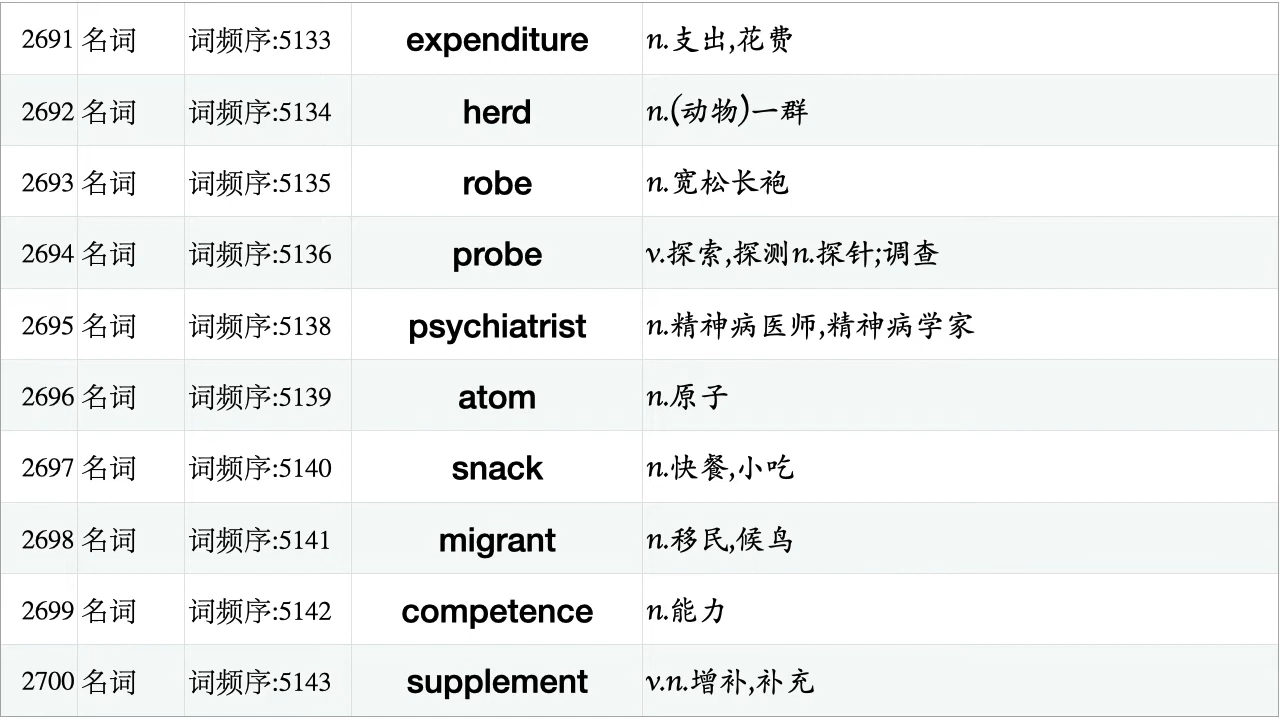 2691 名词 词频序:5133 expenditure n.支出,花费
2692 名词 词频序:5134 herd n.(动物)一群
2693 名词 词频序:5135 robe n.宽松长袍
2694 名词 词频序:5136 probe v.探索,探测n.探针;调查
2695 名词 词频序:5138 psychiatrist n.精神病医师,精神病学家
2696 名词 词频序:5139 atom n.原子
2697 名词 词频序:5140 snack n.快餐,小吃
2698 名词 词频序:5141 migrant n.移民,候鸟
2699 名词 词频序:5142 competence n.能力
2700 名词 词频序:5143 supplement v.n.增补,补充